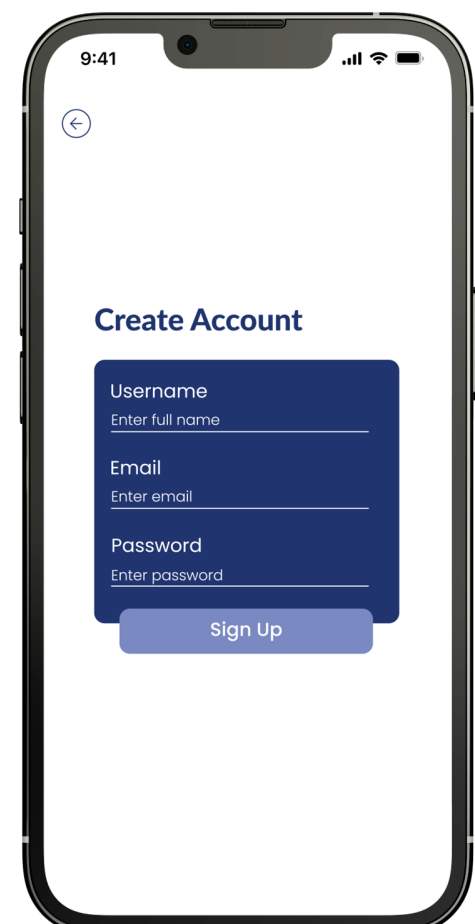 9:41
Create Account
Username
Enter full name
Email
Enter email
Password
Enter password
Sign Up